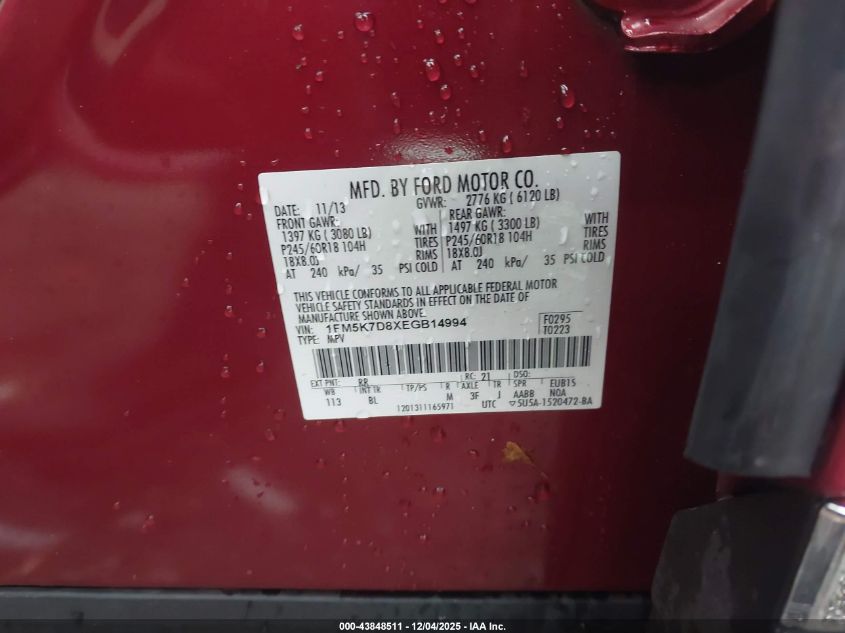 MFD. BY FORD MOTOR CO.
DATE: 11/13 GVWR: 2776 KG ( 6120 LB)
FRONT GAWR: REAR GAWR:
1397 KG ( 3080 LB) WITH 1497 KG ( 3300 LB) WITH
P245/60R18 104H TIRES P245/60R18 104H TIRES
18X8.0J RIMS 18X8.0J RIMS
AT 240 kPa/ 35 PSI COLD AT 240 kPa/ 35 PSI COLD
THIS VEHICLE CONFORMS TO ALL APPLICABLE FEDERAL MOTOR
VEHICLE SAFETY STANDARDS IN EFFECT ON THE DATE OF
MANUFACTURE SHOWN ABOVE.
VIN: 1FM5K7D8XEGB14994 F0295
TYPE: MPV T0223
EXT PNT: RR RC: 21 DSO:
WB INT TR TP/PS R AXLE TR SPR EUB1S
113 BL M 3F J AABB NOA
1201311165971 UTC ▽5U5A-1520472-BA
000-43848511 - 12/04/2025 - IAA Inc.